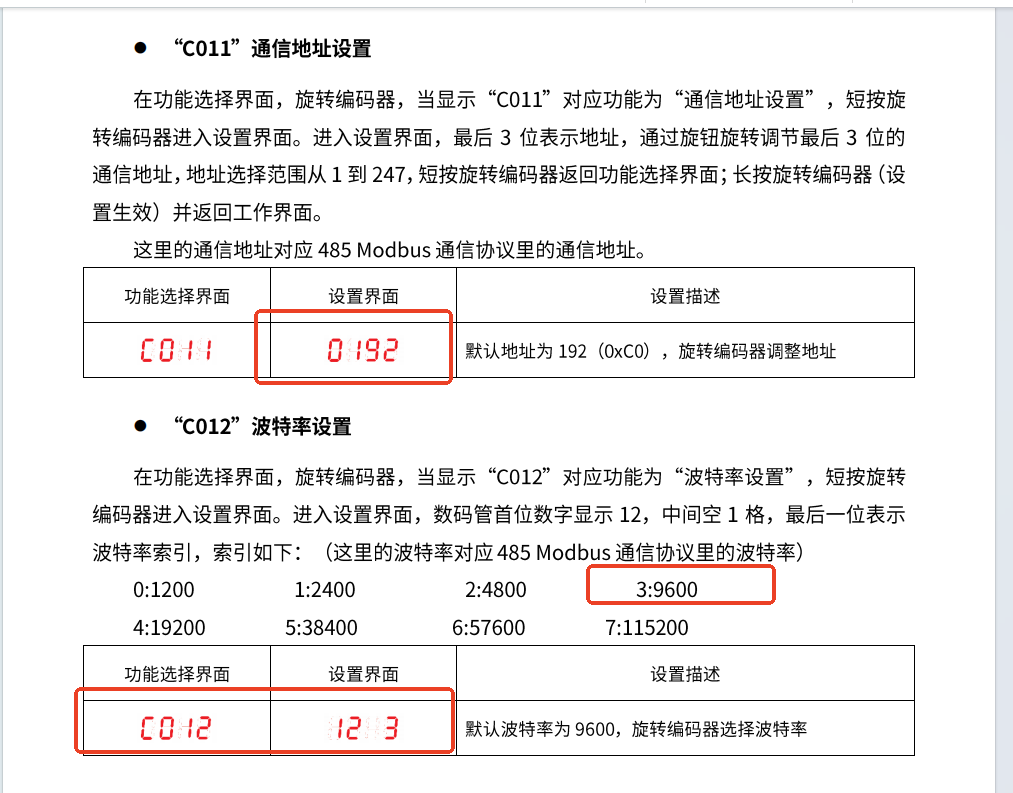 ● “C011”通信地址设置
在功能选择界面，旋转编码器，当显示“C011”对应功能为“通信地址设置”，短按旋
转编码器进入设置界面。进入设置界面，最后 3 位表示地址，通过旋钮旋转调节最后 3 位的
通信地址，地址选择范围从 1 到 247，短按旋转编码器返回功能选择界面；长按旋转编码器（设
置生效）并返回工作界面。
这里的通信地址对应 485 Modbus 通信协议里的通信地址。
功能选择界面 设置界面 设置描述
C011 0192 默认地址为 192（0xC0），旋转编码器调整地址
● “C012”波特率设置
在功能选择界面，旋转编码器，当显示“C012”对应功能为“波特率设置”，短按旋转
编码器进入设置界面。进入设置界面，数码管首位数字显示 12，中间空 1 格，最后一位表示
波特率索引，索引如下：（这里的波特率对应 485 Modbus 通信协议里的波特率）
0:1200 1:2400 2:4800 3:9600
4:19200 5:38400 6:57600 7:115200
功能选择界面 设置界面 设置描述
C012 12 3 默认波特率为 9600，旋转编码器选择波特率